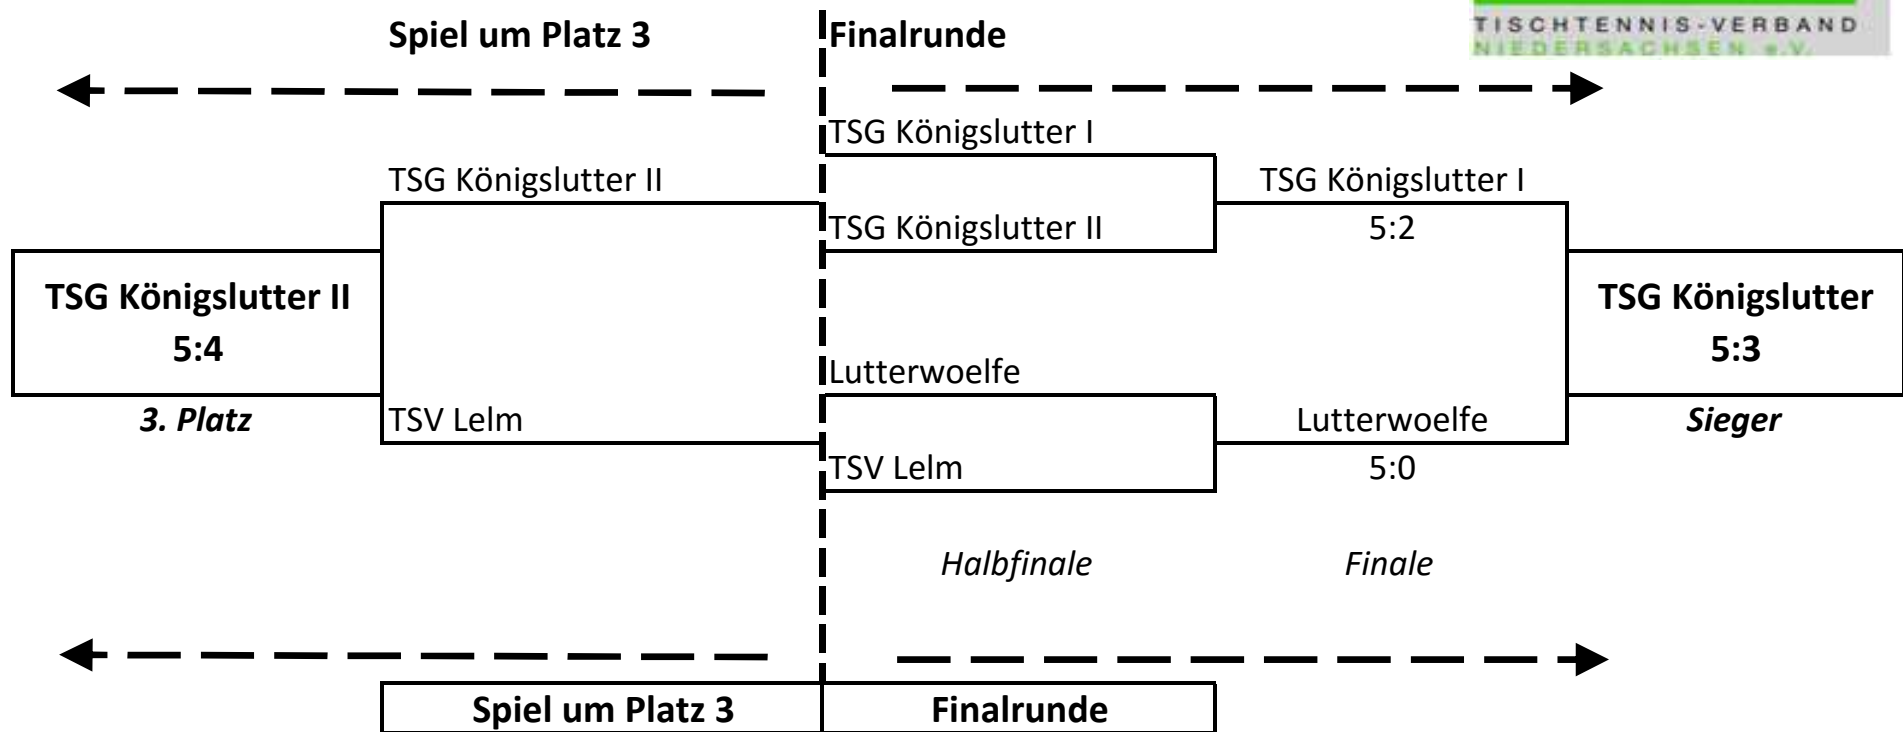 Spiel um Platz 3
Finalrunde
TISCHTENNIS-VERBAND
NIEDERSACHSEN e.V.
TSG Königslutter I
TSG Königslutter II
TSG Königslutter I
TSG Königslutter II
5:2
TSG Königslutter II
5:4
TSG Königslutter
5:3
Lutterwoelfe
3. Platz
TSV Lelm
Lutterwoelfe
Sieger
TSV Lelm
5:0
Halbfinale
Finale
Spiel um Platz 3
Finalrunde